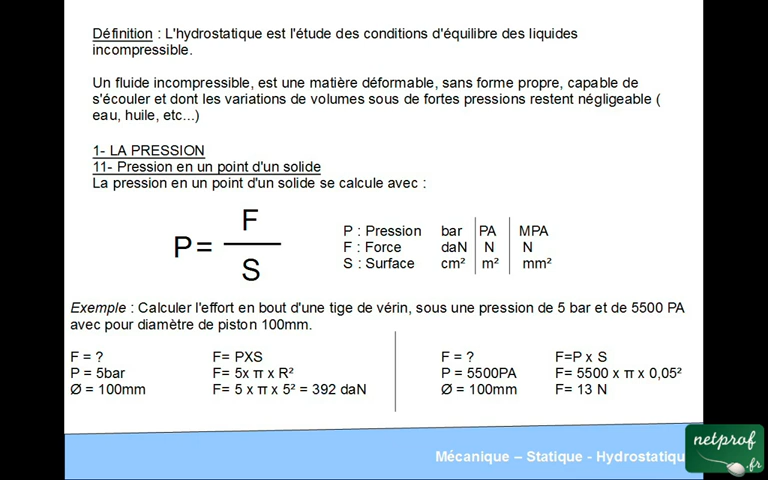 Définition : L'hydrostatique est l'étude des conditions d'équilibre des liquides
incompressible.
Un fluide incompressible, est une matière déformable, sans forme propre, capable de
s'écouler et dont les variations de volumes sous de fortes pressions restent négligeable (
eau, huile, etc...)
1- LA PRESSION
11- Pression en un point d'un solide
La pression en un point d'un solide se calcule avec :
P = F / S
P : Pression bar PA MPA
F : Force daN N N
S : Surface cm² m² mm²
Exemple : Calculer l'effort en bout d'une tige de vérin, sous une pression de 5 bar et de 5500 PA
avec pour diamètre de piston 100mm.
F = ? F= PXS
P = 5bar F= 5x π x R²
Ø = 100mm F= 5 x π x 5² = 392 daN
F = ? F=P x S
P = 5500PA F= 5500 x π x 0,05²
Ø = 100mm F= 13 N
Mécanique – Statique - Hydrostatiqu
netprof
.fr